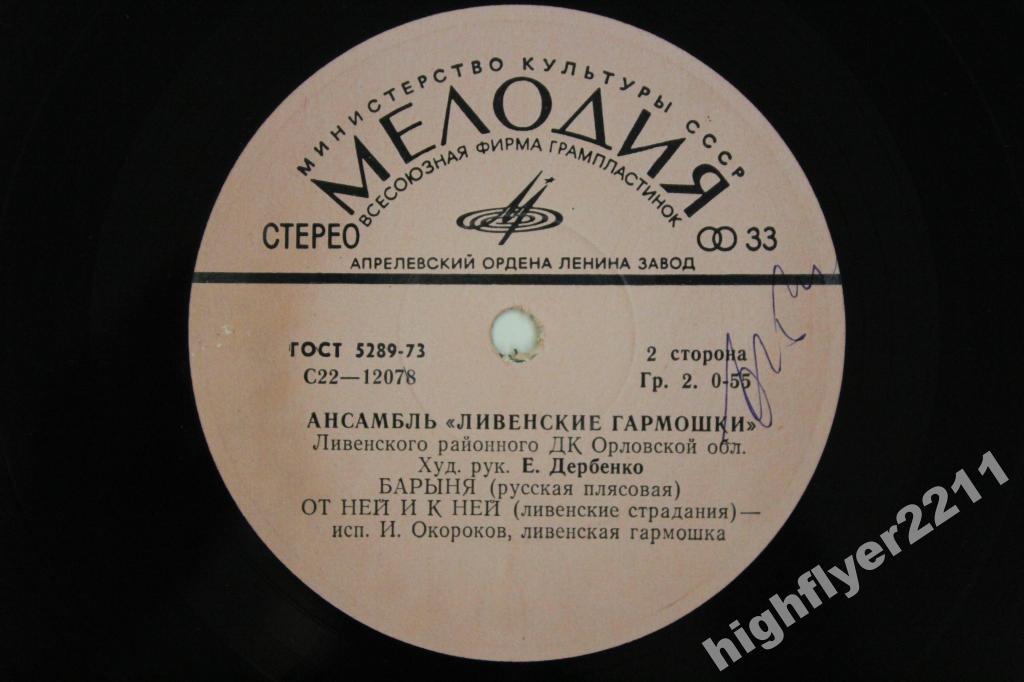 МИНИСТЕРСТВО КУЛЬТУРЫ СССР
МЕЛОДИЯ
ВСЕСОЮЗНАЯ ФИРМА ГРАМПЛАСТИНОК
СТЕРЕО 33
АПРЕЛЕВСКИЙ ОРДЕНА ЛЕНИНА ЗАВОД
ГОСТ 5289-73 2 сторона
С22—12078 Гр. 2. 0-55
АНСАМБЛЬ «ЛИВЕНСКИЕ ГАРМОШКИ»
Ливенского районного ДК Орловской обл.
Худ. рук. Е. Дербенко
БАРЫНЯ (русская плясовая)
ОТ НЕЙ И К НЕЙ (ливенские страдания)—
исп. И. Окороков, ливенская гармошка
highflyer2211